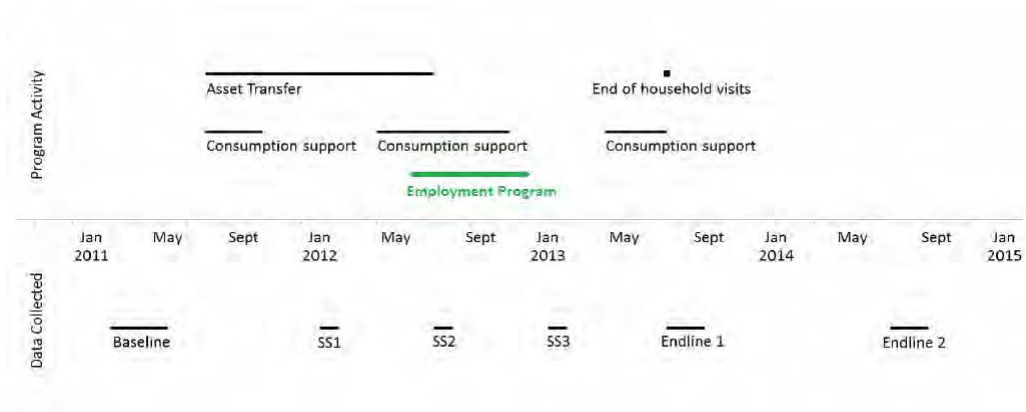 Program Activity
Asset Transfer
End of household visits
Consumption support
Consumption support
Consumption support
Employment Program
Jan May Sept Jan May Sept Jan May Sept Jan May Sept Jan
2011 2012 2013 2014 2015
Data Collected
Baseline
SS1
SS2
SS3
Endline 1
Endline 2